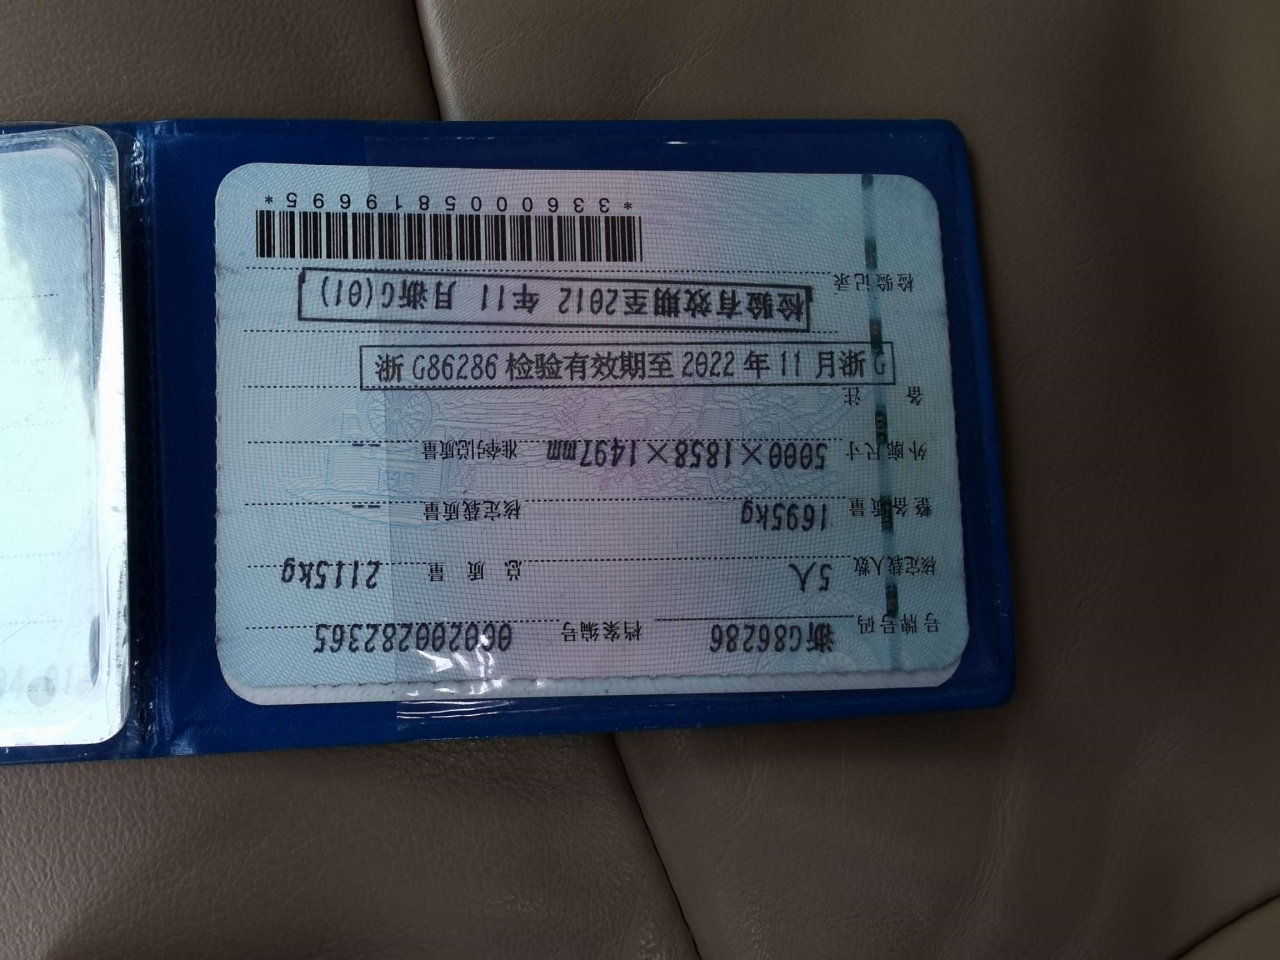 号牌号码 浙G86286 档案编号 000200282365
核定载人数 5人 总质量 2115kg
整备质量 1695kg 核定载质量 --
外廓尺寸 5000×1858×1497mm 准牵引总质量 --
备注
浙G86286检验有效期至2022年11月浙G
检验记录
检验有效期至2012年11月浙G(01)
*3360005819695*